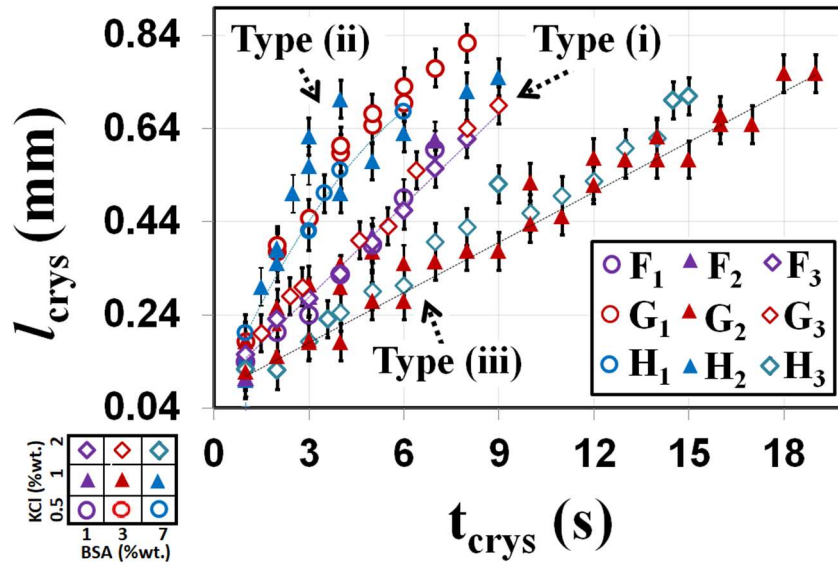 0.84
0.64
0.44
0.24
0.04
l crys (mm)
Type (ii)
Type (i)
Type (iii)
F1 F2 F3
G1 G2 G3
H1 H2 H3
0 3 6 9 12 15 18
t crys (s)
KCl (%wt.)
2
1
0.5
1 3 7
BSA (%wt.)